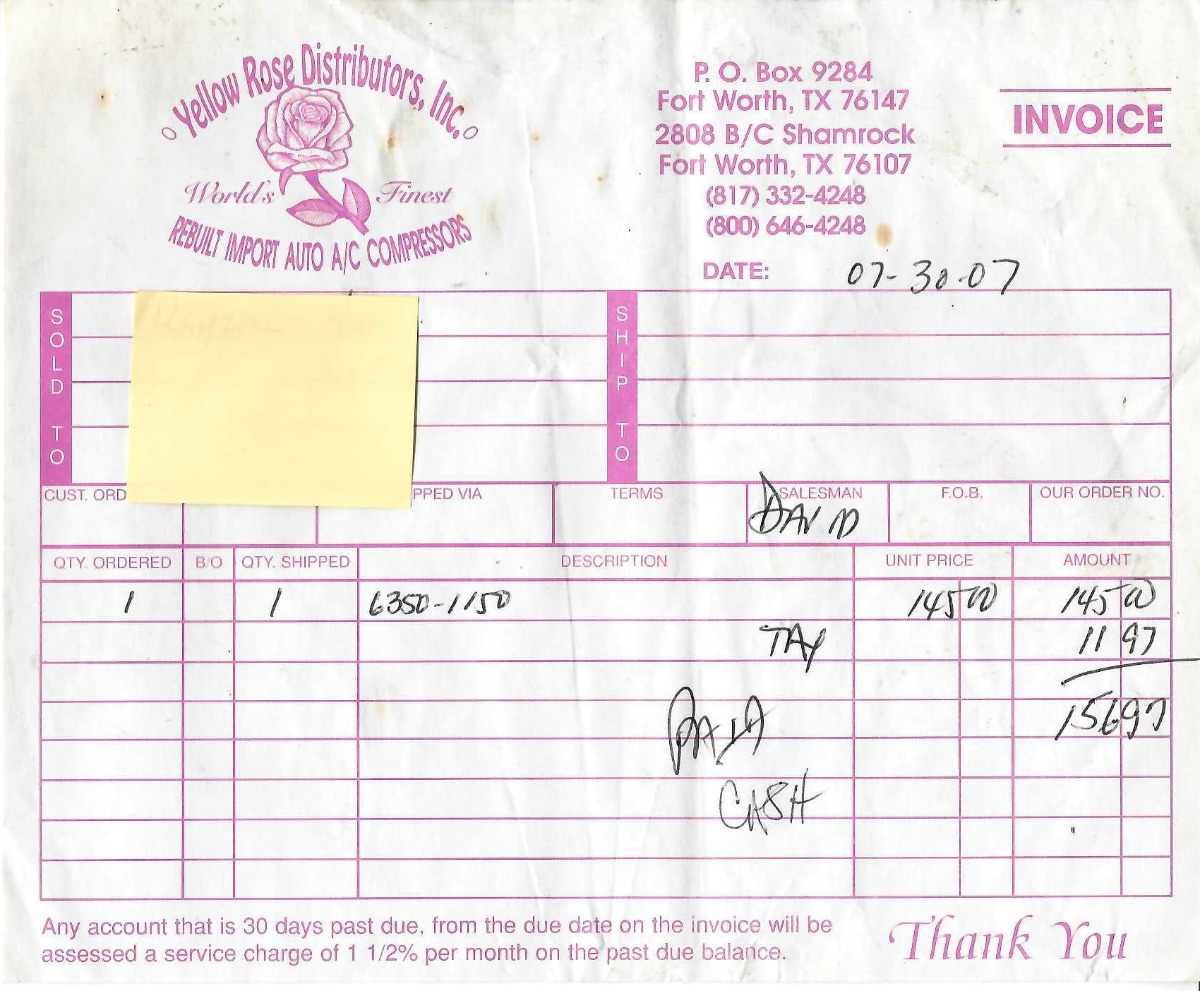 Yellow Rose Distributors, Inc.
World's Finest
REBUILT IMPORT AUTO A/C COMPRESSORS
P. O. Box 9284
Fort Worth, TX 76147
2808 B/C Shamrock
Fort Worth, TX 76107
(817) 332-4248
(800) 646-4248
INVOICE
DATE: 07-30-07
SOLD TO
SHIP TO
CUST. ORD PPED VIA TERMS SALESMAN F.O.B. OUR ORDER NO.
DAVID
QTY. ORDERED B/O QTY. SHIPPED DESCRIPTION UNIT PRICE AMOUNT
1 1 6350-1150 145 00 145 00
TAX 11 97
PAID 156 97
CASH
Any account that is 30 days past due, from the due date on the invoice will be
assessed a service charge of 1 1/2% per month on the past due balance.
Thank You